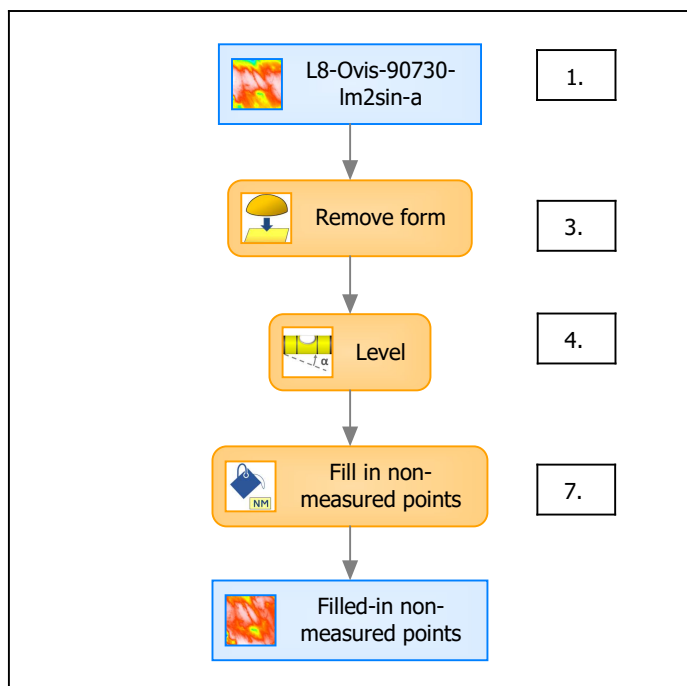 L8-Ovis-90730-
lm2sin-a
1.
Remove form
3.
α
Level
4.
Fill in non-
measured points
NM
7.
Filled-in non-
measured points